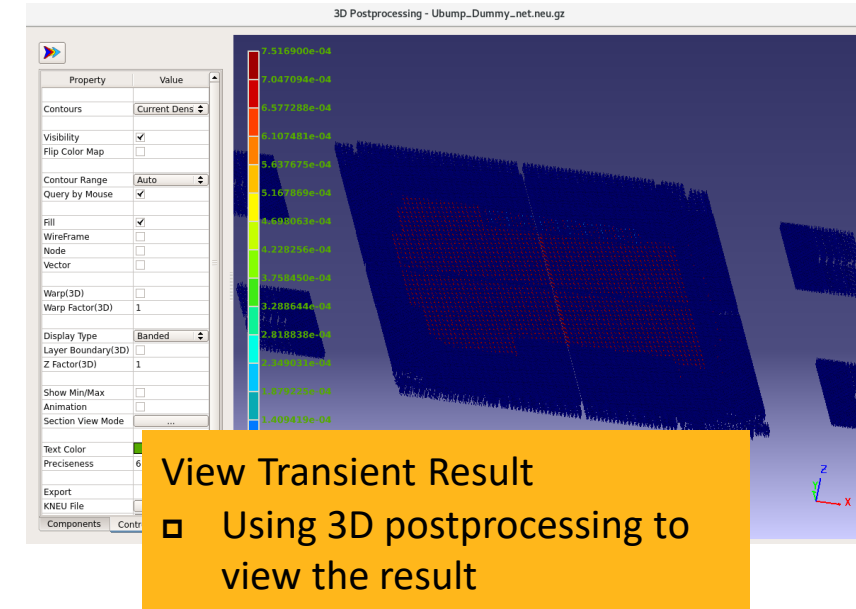 3D Postprocessing - Ubump_Dummy_net.neu.gz
Property Value
Contours Current Dens
Visibility
Flip Color Map
Contour Range Auto
Query by Mouse
Fill
WireFrame
Node
Vector
Warp(3D)
Warp Factor(3D) 1
Display Type Banded
Layer Boundary(3D)
Z Factor(3D) 1
Show Min/Max
Animation
Section View Mode ...
Text Color
Preciseness 6
Export
KNEU File
Components Cont
7.516900e-04
7.047094e-04
6.577288e-04
6.107481e-04
5.637675e-04
5.167869e-04
4.698063e-04
4.228256e-04
3.758450e-04
3.288644e-04
2.818838e-04
2.349031e-04
1.879225e-04
Z
Y
X
View Transient Result
Using 3D postprocessing to
view the result